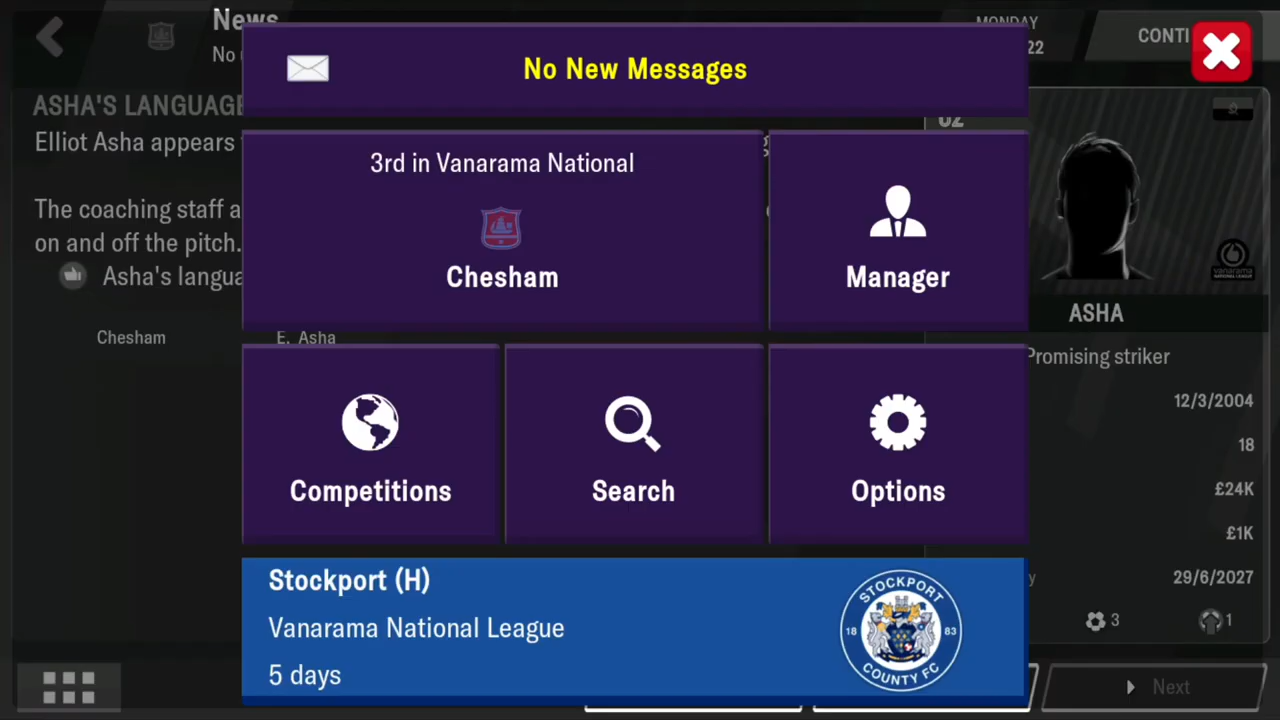 News
MONDAY
No
22
CONTI
No New Messages
ASHA'S LANGUAGE
Elliot Asha appears
The coaching staff a
on and off the pitch.
Asha's langua
Chesham
E. Asha
3rd in Vanarama National
Chesham
Manager
Competitions
Search
Options
Stockport (H)
Vanarama National League
5 days
STOCKPORT
18 83
COUNTY FC
vanarama
NATIONAL LEAGUE
ASHA
Promising striker
12/3/2004
18
£24K
£1K
29/6/2027
3
1
Next